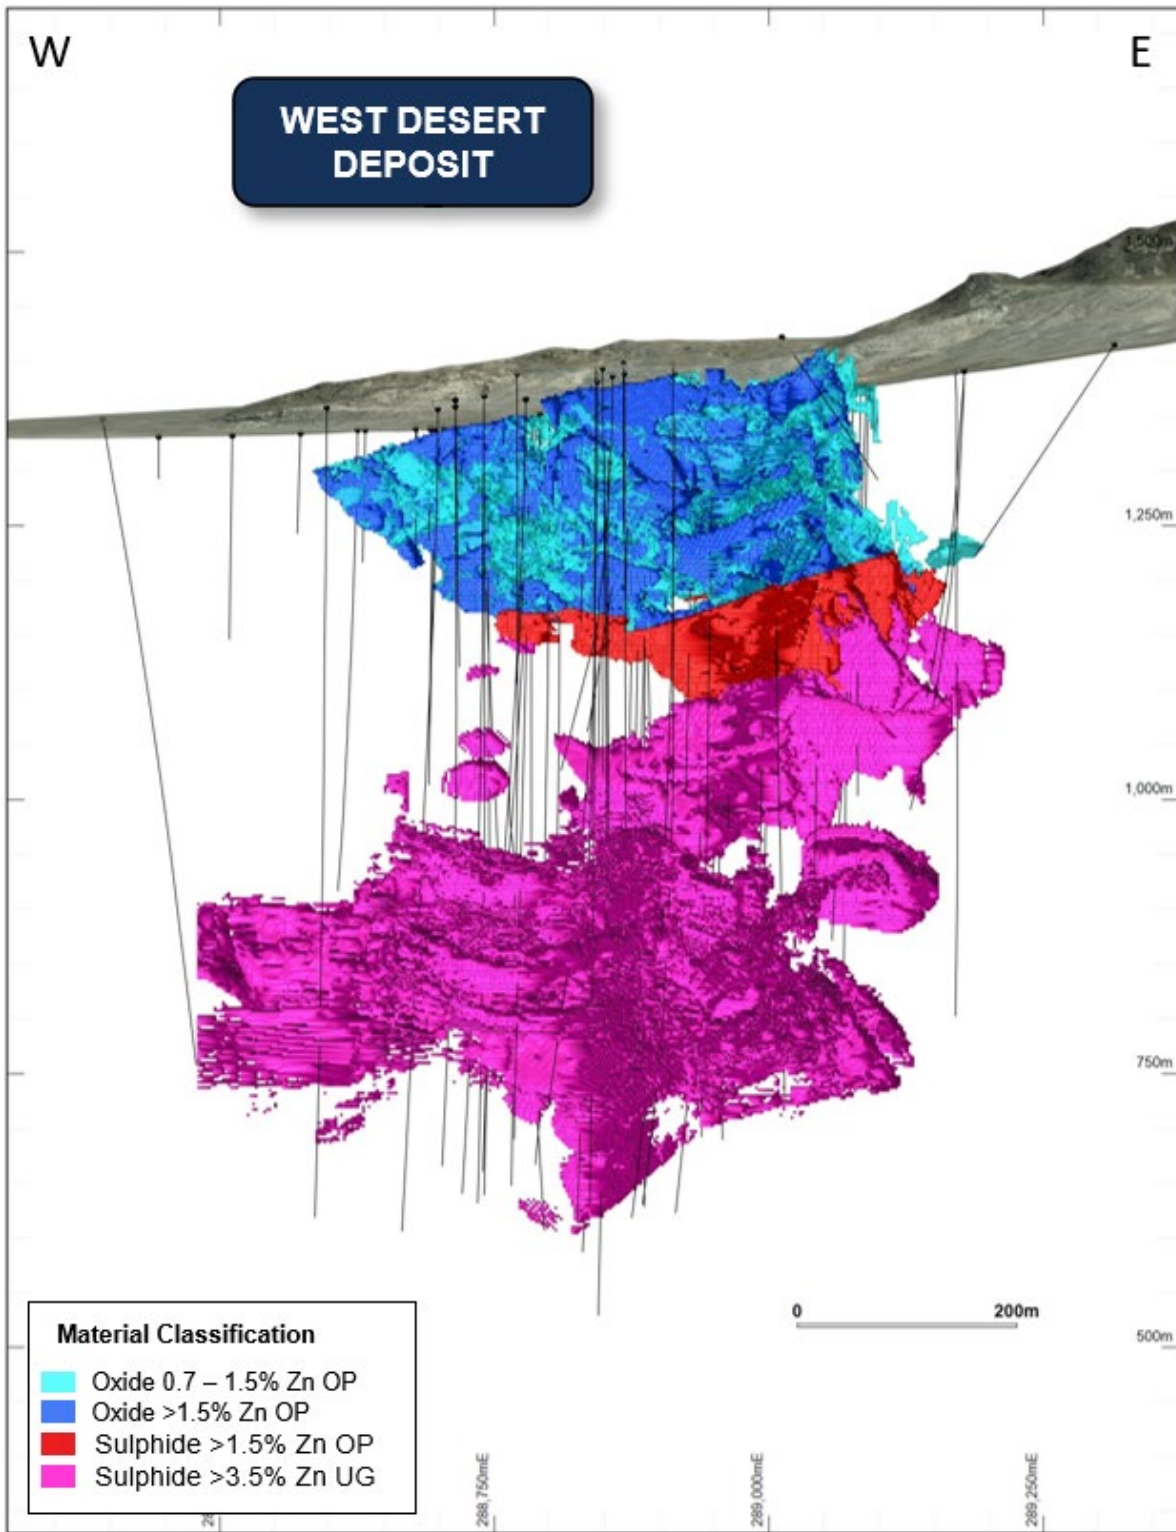 W
E
WEST DESERT
DEPOSIT
1,500m
1,250m
1,000m
750m
0 200m
500m
Material Classification
Oxide 0.7 – 1.5% Zn OP
Oxide >1.5% Zn OP
Sulphide >1.5% Zn OP
Sulphide >3.5% Zn UG
288,750mE
289,000mE
289,250mE